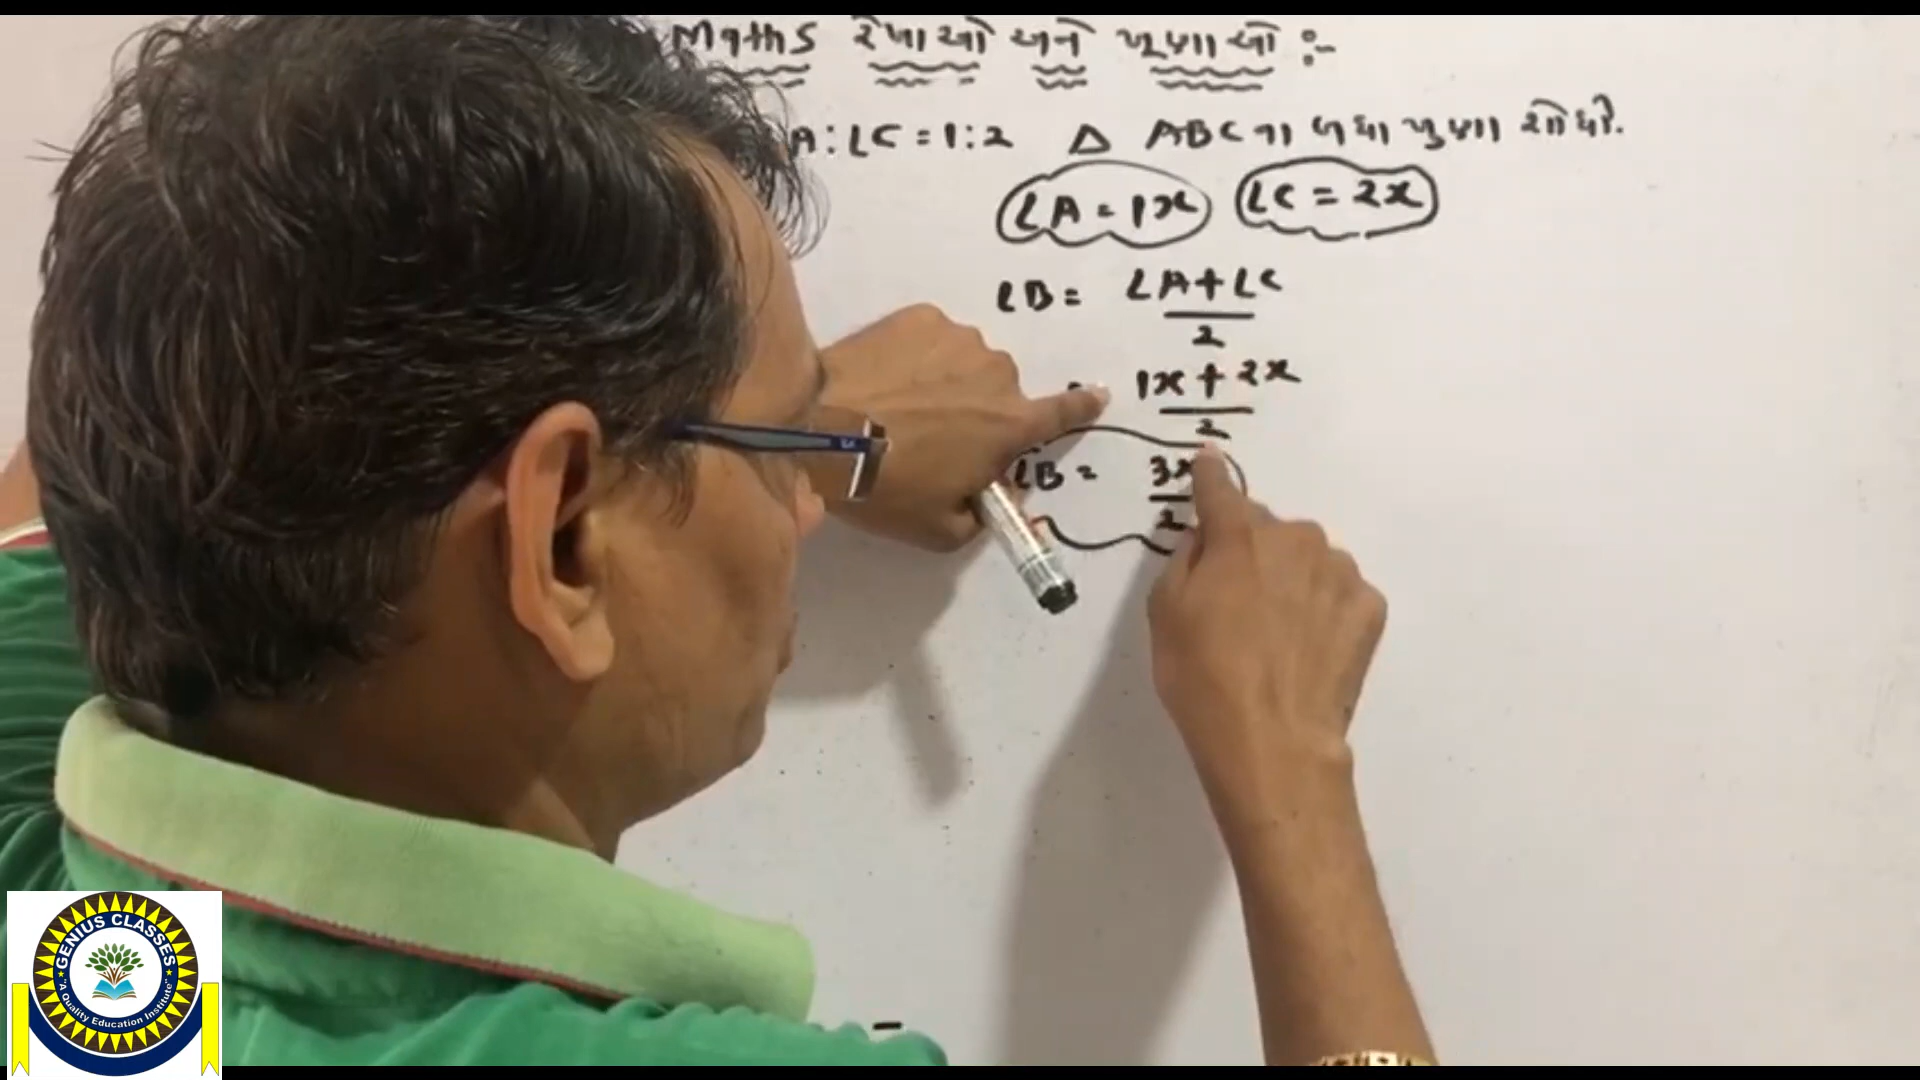 Maths રેખાઓ અને ખૂણાઓ :-
A : ∠C = 1 : 2 △ ABC ના બધા ખુણા શોધો.
∠A = 1x ∠C = 2x
∠B = ∠A + ∠C
2
= 1x + 2x
2
∠B = 3x
2
GENIUS CLASSES
"A Quality Education Institute"